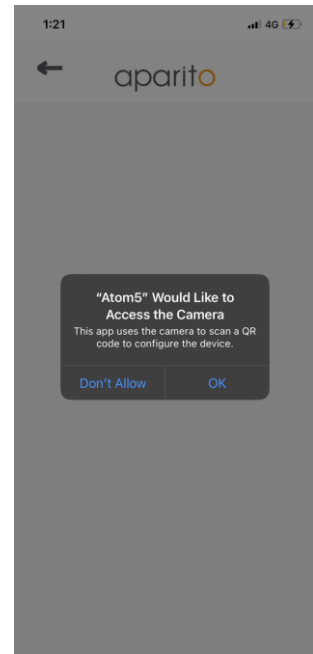 1:21 4G
aparito
“Atom5” Would Like to
Access the Camera
This app uses the camera to scan a QR
code to configure the device.
Don't Allow OK